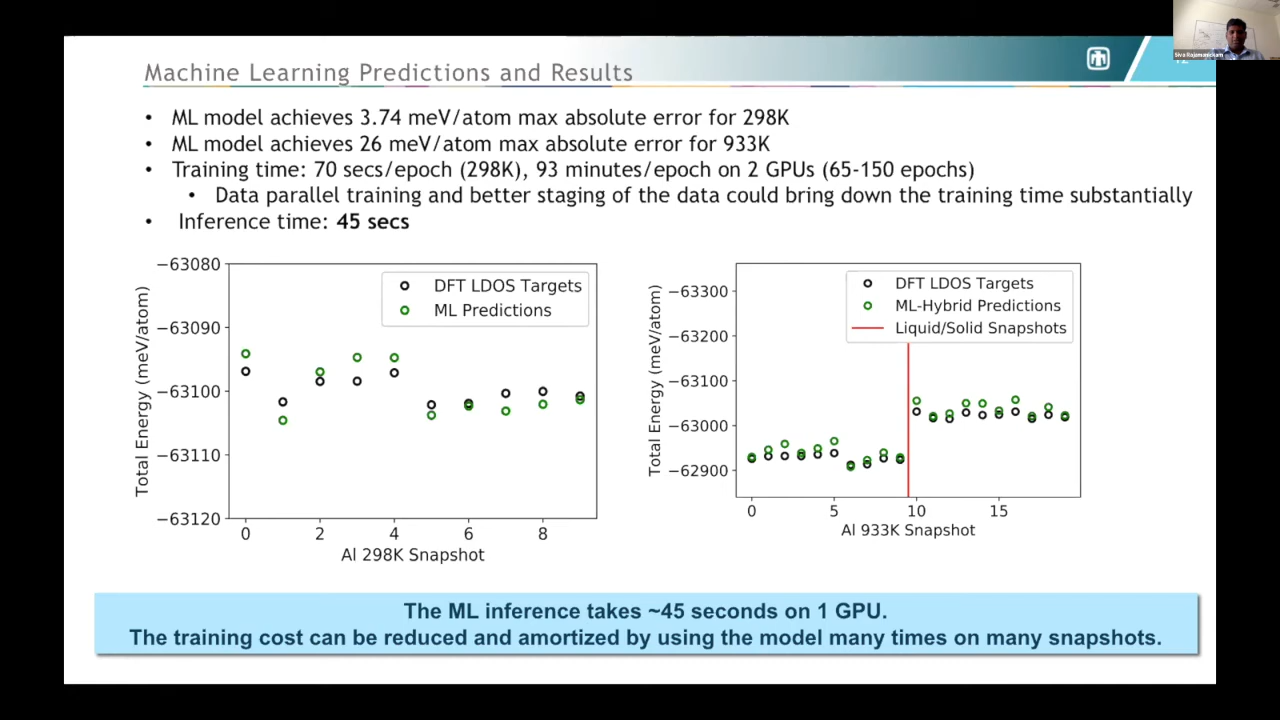 Machine Learning Predictions and Results
12
Siva Rajamanickam
• ML model achieves 3.74 meV/atom max absolute error for 298K
• ML model achieves 26 meV/atom max absolute error for 933K
• Training time: 70 secs/epoch (298K), 93 minutes/epoch on 2 GPUs (65-150 epochs)
• Data parallel training and better staging of the data could bring down the training time substantially
• Inference time: 45 secs
Total Energy (meV/atom)
−63080
−63090
−63100
−63110
−63120
DFT LDOS Targets
ML Predictions
0 2 4 6 8
Al 298K Snapshot
Total Energy (meV/atom)
−63300
−63200
−63100
−63000
−62900
DFT LDOS Targets
ML-Hybrid Predictions
Liquid/Solid Snapshots
0 5 10 15
Al 933K Snapshot
The ML inference takes ~45 seconds on 1 GPU.
The training cost can be reduced and amortized by using the model many times on many snapshots.